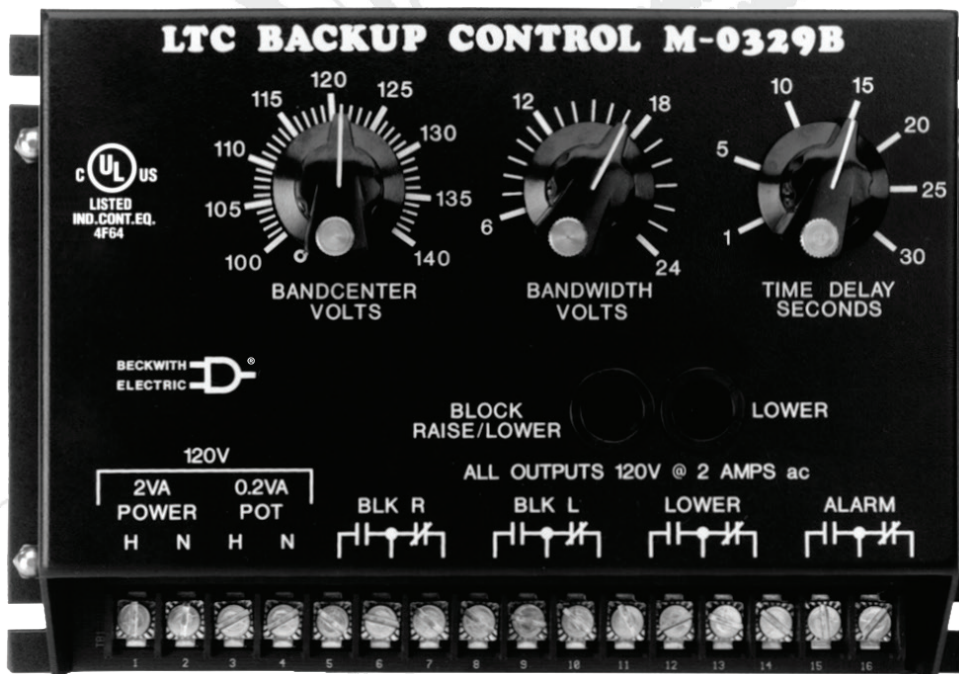 LTC BACKUP CONTROL M-0329B
100 105 110 115 120 125 130 135 140
BANDCENTER
VOLTS
6 12 18 24
BANDWIDTH
VOLTS
1 5 10 15 20 25 30
TIME DELAY
SECONDS
C UL US
LISTED
IND.CONT.EQ.
4F64
BECKWITH
ELECTRIC
®
BLOCK
RAISE/LOWER
LOWER
ALL OUTPUTS 120V @ 2 AMPS ac
120V
2VA 0.2VA
POWER POT
H N H N
BLK R BLK L LOWER ALARM
1 2 3 4 5 6 7 8 9 10 11 12 13 14 15 16